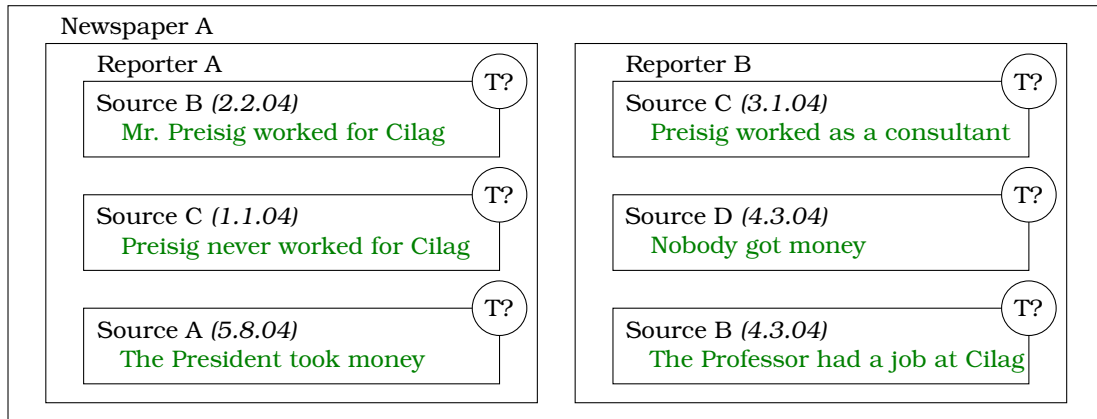 Newspaper A
Reporter A
T?
Source B (2.2.04)
Mr. Preisig worked for Cilag
T?
Source C (1.1.04)
Preisig never worked for Cilag
T?
Source A (5.8.04)
The President took money
Reporter B
T?
Source C (3.1.04)
Preisig worked as a consultant
T?
Source D (4.3.04)
Nobody got money
T?
Source B (4.3.04)
The Professor had a job at Cilag